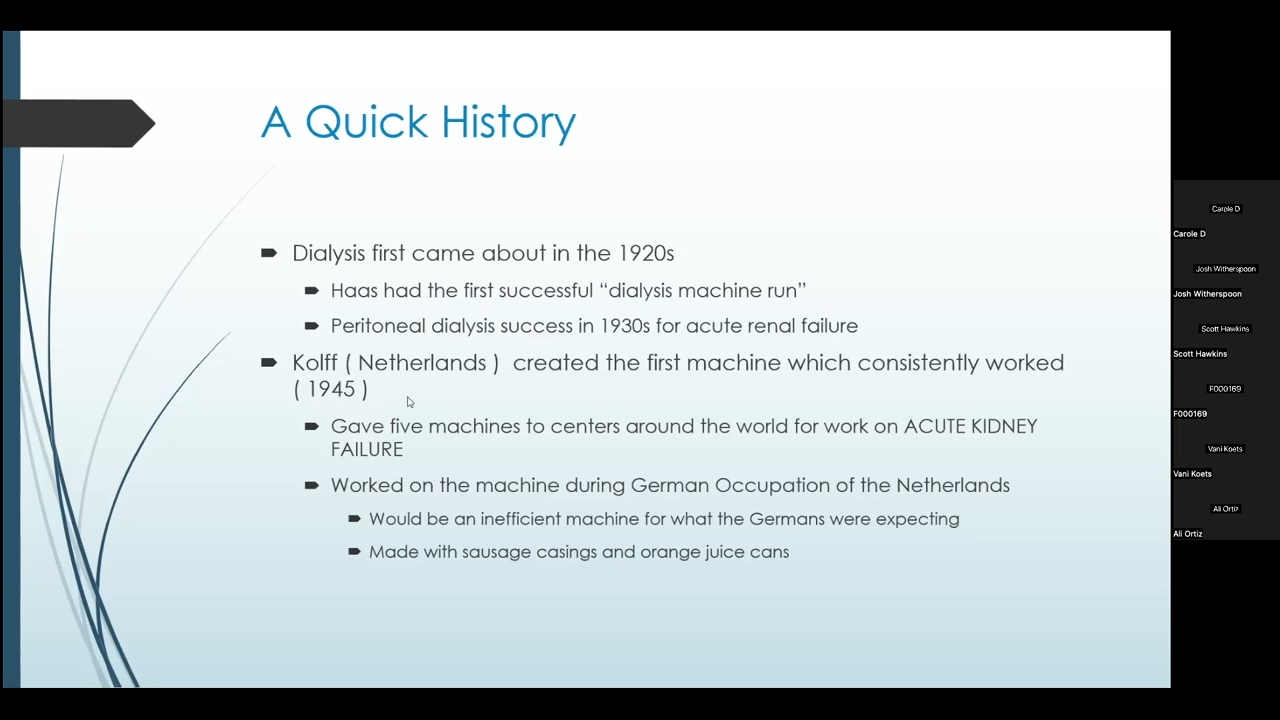 A Quick History
Dialysis first came about in the 1920s
Haas had the first successful “dialysis machine run”
Peritoneal dialysis success in 1930s for acute renal failure
Kolff ( Netherlands )  created the first machine which consistently worked
( 1945 )
Gave five machines to centers around the world for work on ACUTE KIDNEY
FAILURE
Worked on the machine during German Occupation of the Netherlands
Would be an inefficient machine for what the Germans were expecting
Made with sausage casings and orange juice cans
Carole D
Carole D
Josh Witherspoon
Josh Witherspoon
Scott Hawkins
Scott Hawkins
F000169
F000169
Vani Koets
Vani Koets
Ali Ortiz
Ali Ortiz